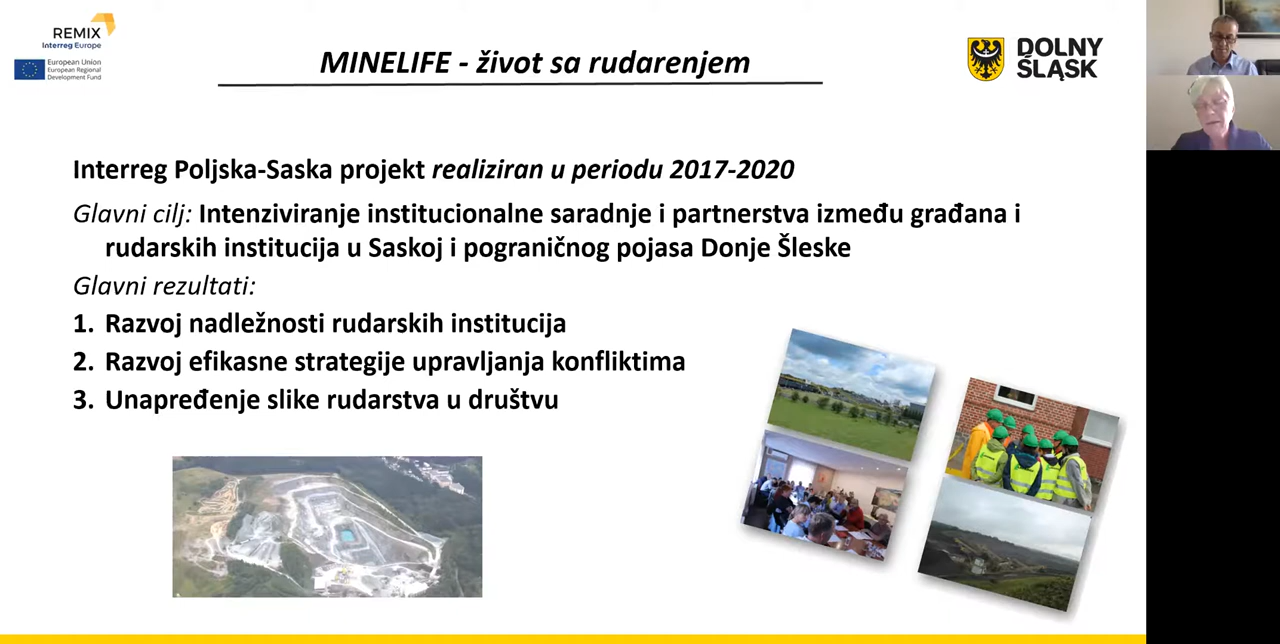 REMIX
Interreg Europe
European Union
European Regional
Development Fund
MINELIFE - život sa rudarenjem
DOLNY
ŚLĄSK
Interreg Poljska-Saska projekt realiziran u periodu 2017-2020
Glavni cilj: Intenziviranje institucionalne saradnje i partnerstva između građana i
rudarskih institucija u Saskoj i pograničnog pojasa Donje Šleske
Glavni rezultati:
1. Razvoj nadležnosti rudarskih institucija
2. Razvoj efikasne strategije upravljanja konfliktima
3. Unapređenje slike rudarstva u društvu